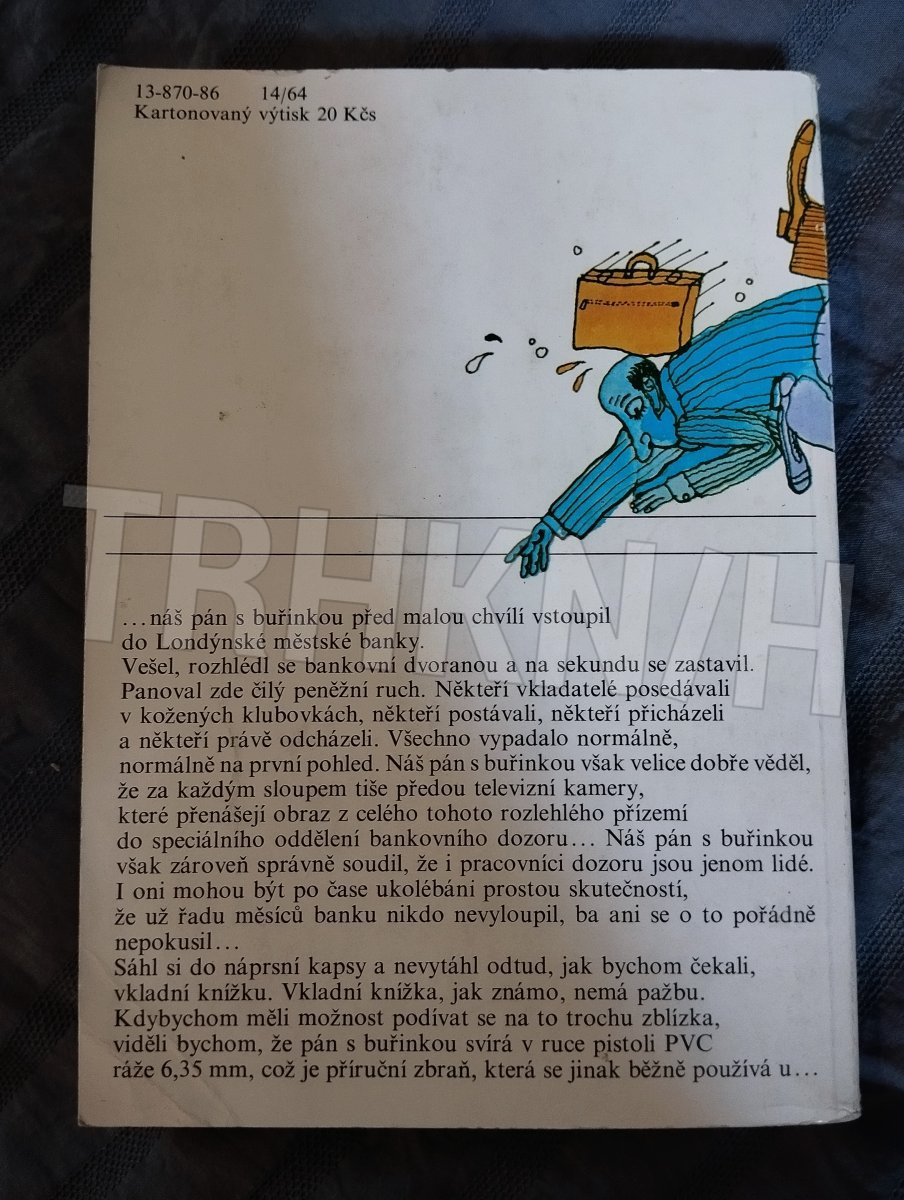 13-870-86 14/64
Kartonovaný výtisk 20 Kčs
TRHKNIH
...náš pán s buřinkou před malou chvílí vstoupil
do Londýnské městské banky.
Vešel, rozhlédl se bankovní dvoranou a na sekundu se zastavil.
Panoval zde čilý peněžní ruch. Někteří vkladatelé posedávali
v kožených klubovkách, někteří postávali, někteří přicházeli
a někteří právě odcházeli. Všechno vypadalo normálně,
normálně na první pohled. Náš pán s buřinkou však velice dobře věděl,
že za každým sloupem tiše předou televizní kamery,
které přenášejí obraz z celého tohoto rozlehlého přízemí
do speciálního oddělení bankovního dozoru... Náš pán s buřinkou
však zároveň správně soudil, že i pracovníci dozoru jsou jenom lidé.
I oni mohou být po čase ukolébáni prostou skutečností,
že už řadu měsíců banku nikdo nevyloupil, ba ani se o to pořádně
nepokusil...
Sáhl si do náprsní kapsy a nevytáhl odtud, jak bychom čekali,
vkladní knížku. Vkladní knížka, jak známo, nemá pažbu.
Kdybychom měli možnost podívat se na to trochu zblízka,
viděli bychom, že pán s buřinkou svírá v ruce pistoli PVC
ráže 6,35 mm, což je příruční zbraň, která se jinak běžně používá u...